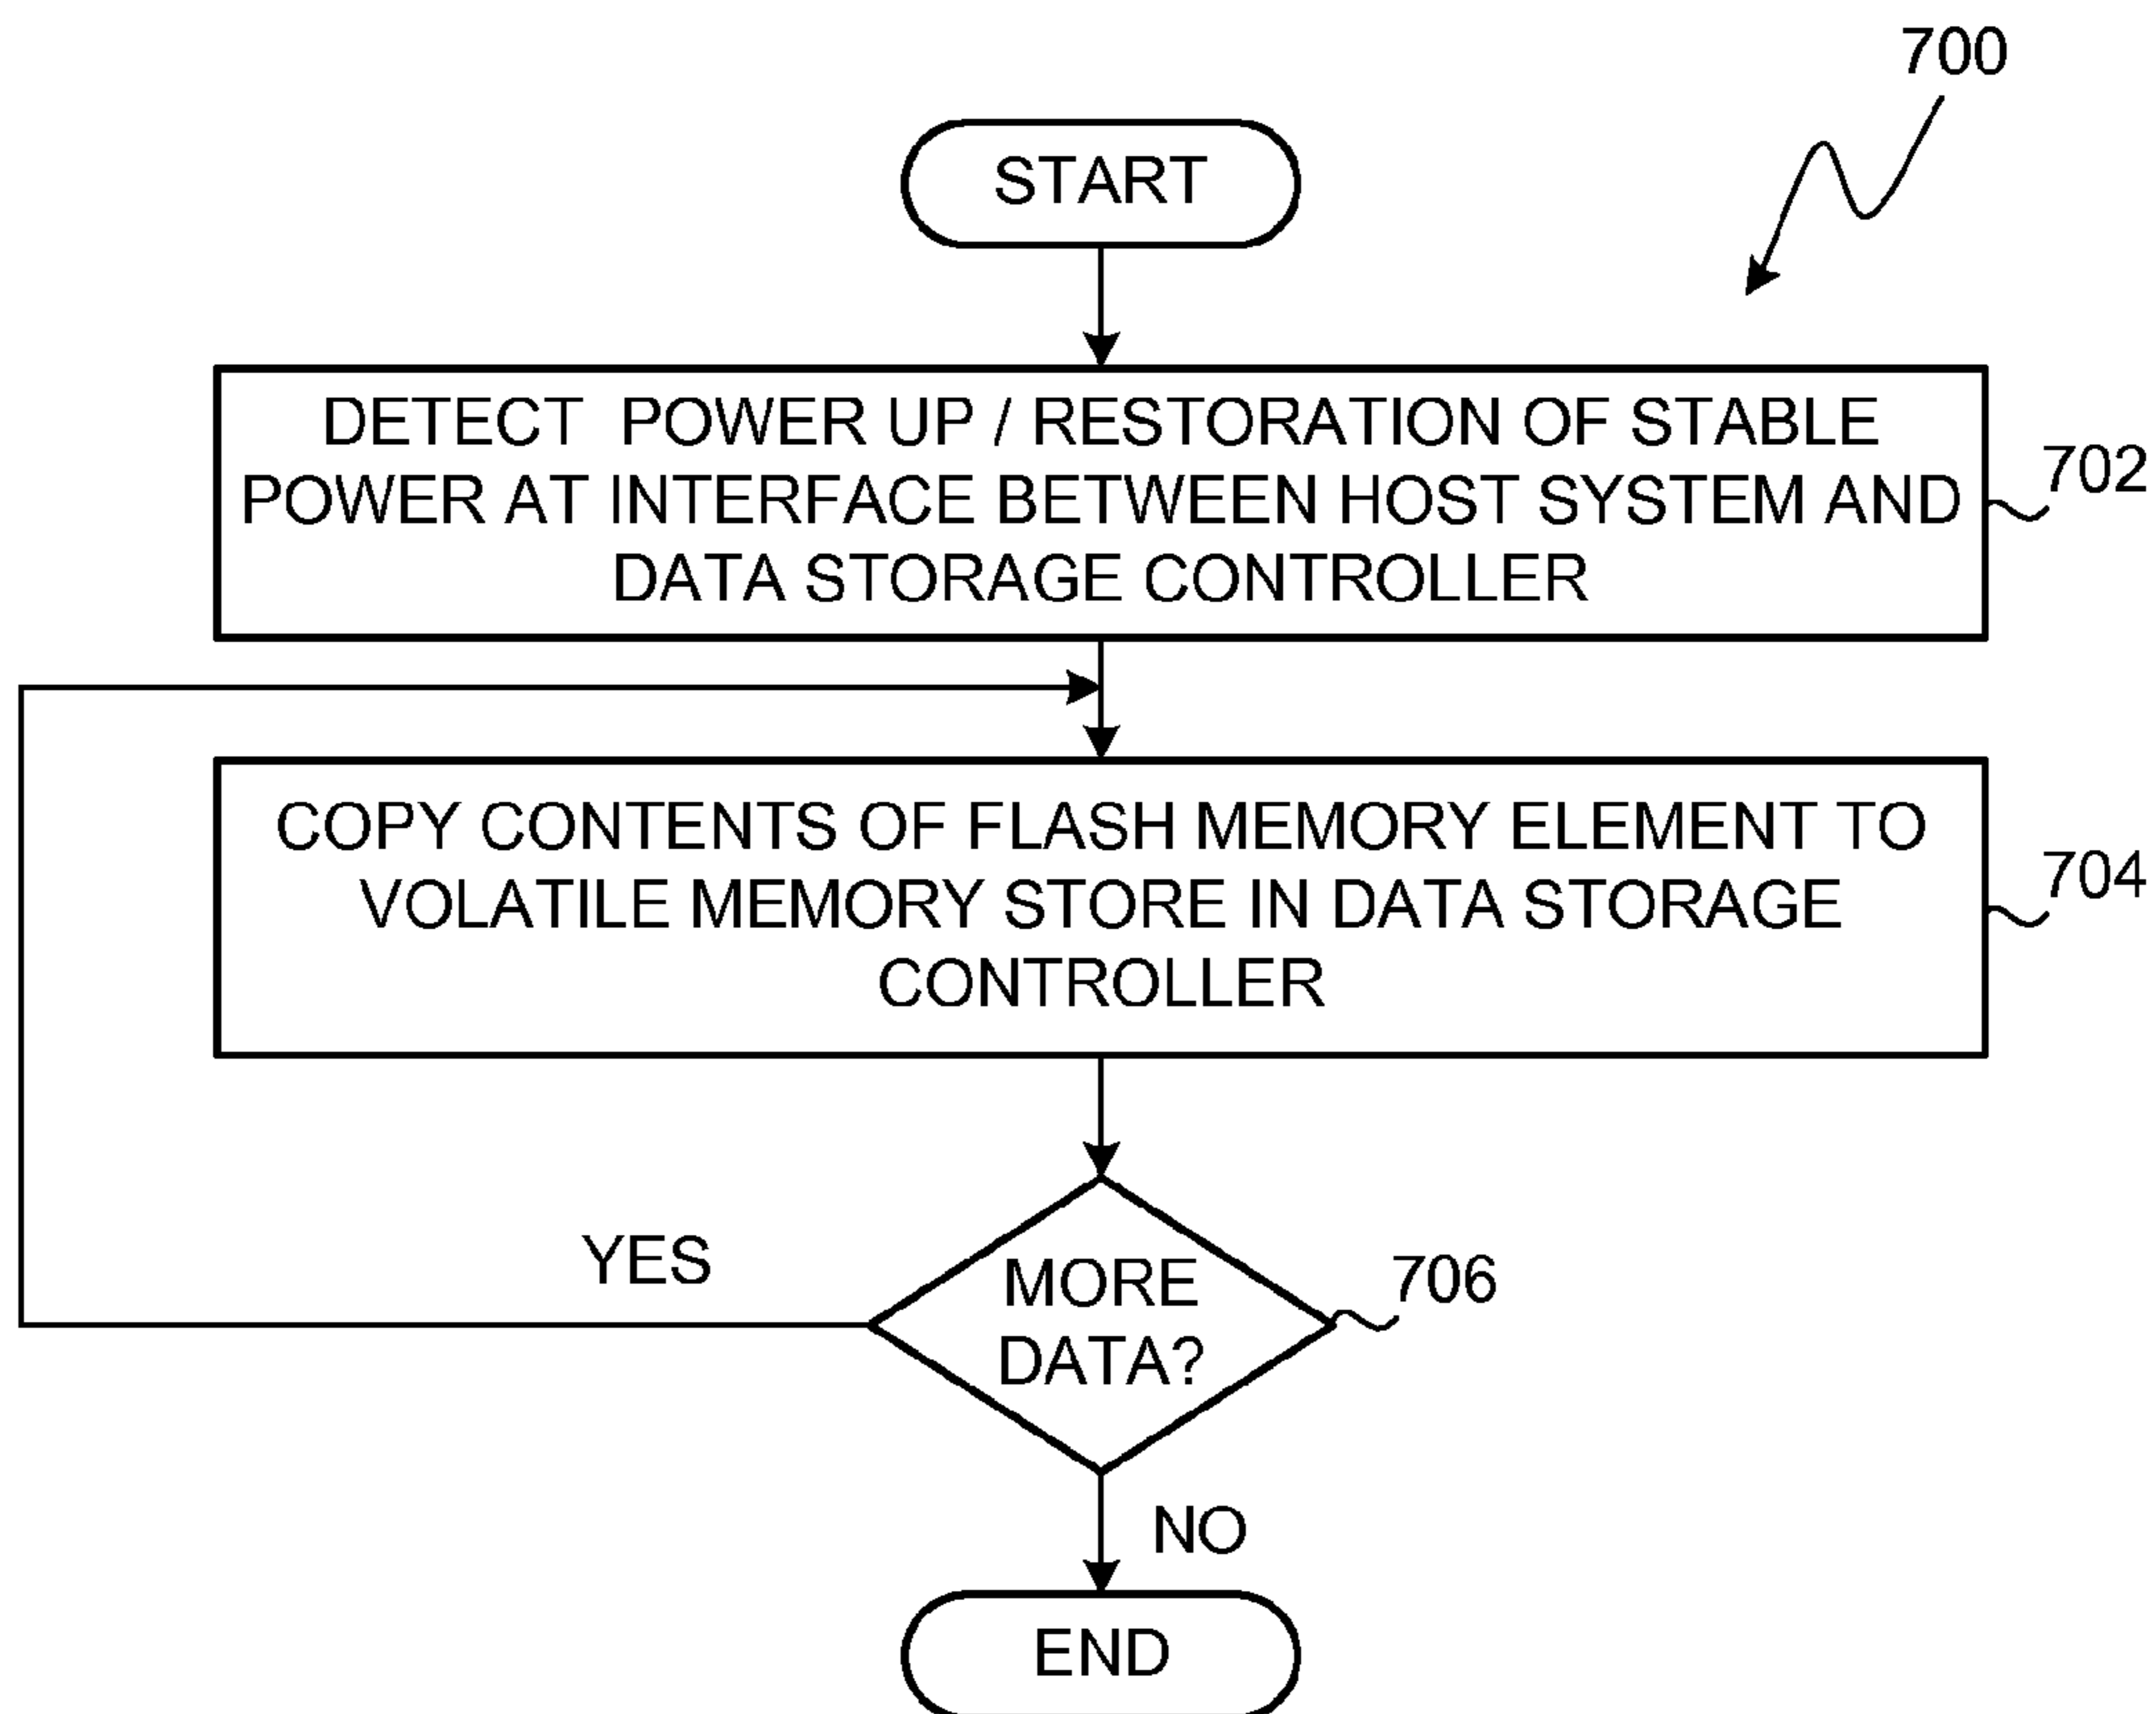 700
START
DETECT POWER UP / RESTORATION OF STABLE
POWER AT INTERFACE BETWEEN HOST SYSTEM AND
DATA STORAGE CONTROLLER
702
COPY CONTENTS OF FLASH MEMORY ELEMENT TO
VOLATILE MEMORY STORE IN DATA STORAGE
CONTROLLER
704
YES
MORE
DATA?
706
NO
END